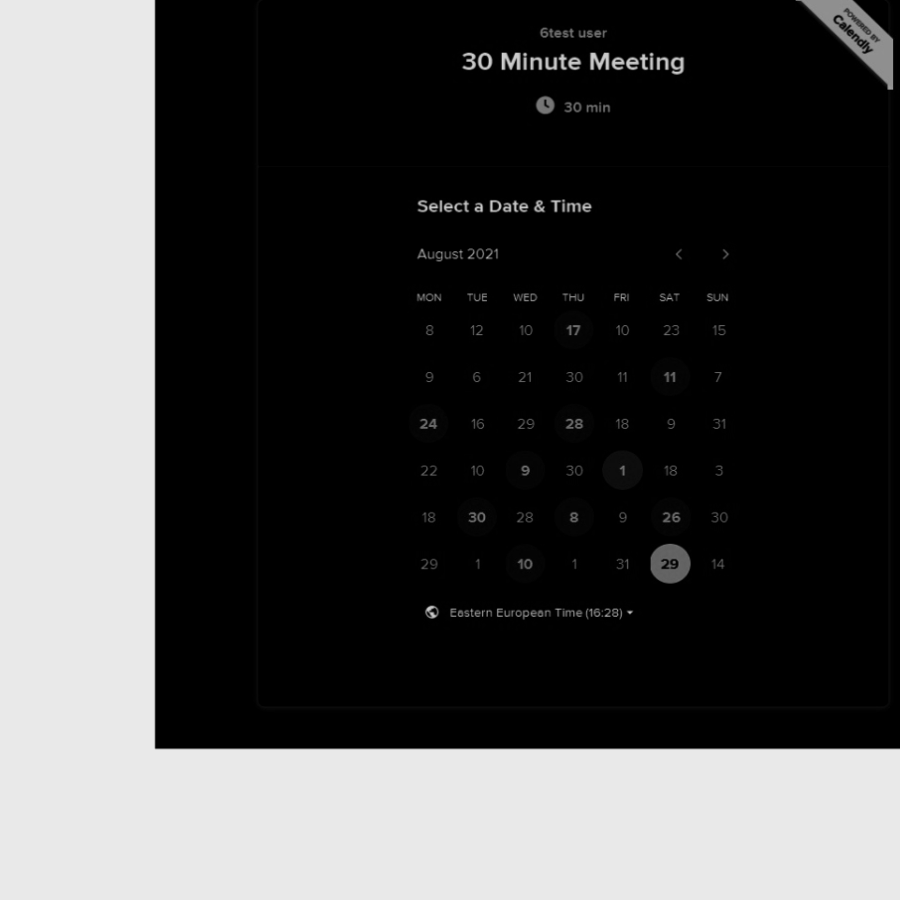 POWERED BY
Calendly
6test user
30 Minute Meeting
30 min
Select a Date & Time
August 2021
MON TUE WED THU FRI SAT SUN
8 12 10 17 10 23 15
9 6 21 30 11 11 7
24 16 29 28 18 9 31
22 10 9 30 1 18 3
18 30 28 8 9 26 30
29 1 10 1 31 29 14
Eastern European Time (16:28)